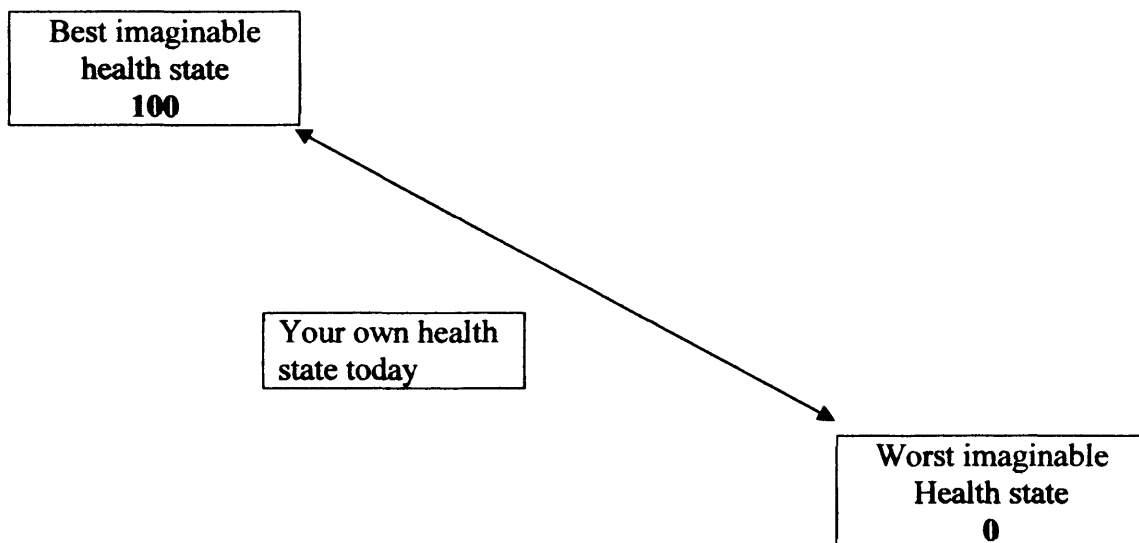 Best imaginable
health state
100
Your own health
state today
Worst imaginable
Health state
0